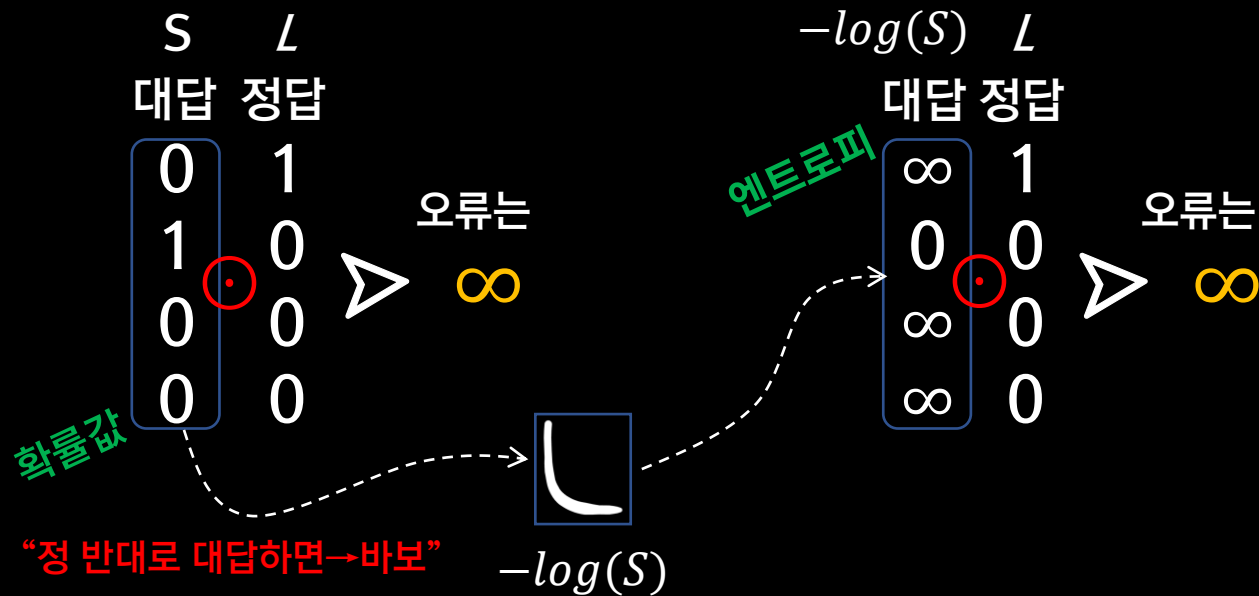 S L
대답 정답
0 1
1 0
0 0
0 0
⊙
오류는
∞
확률값
“정 반대로 대답하면→바보”
−log(S)
−log(S) L
대답 정답
엔트로피
∞ 1
0 0
∞ 0
∞ 0
⊙
오류는
∞